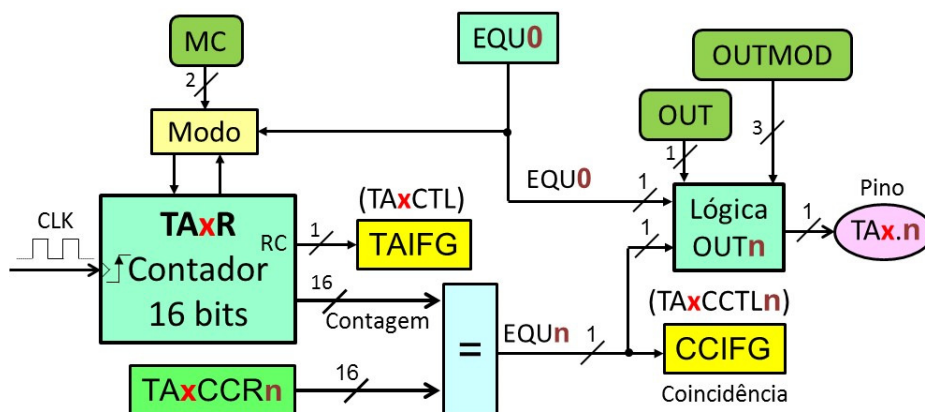 MC
EQU0
OUTMOD
2
Modo
OUT
3
1
EQU0
1
Pino
CLK
(TAxCTL)
TAxR
RC
1
TAIFG
Contador
16 bits
Lógica
OUTn
1
TAx.n
1
16
Contagem
(TAxCCTLn)
=
EQUn
1
CCIFG
Coincidência
TAxCCRn
16